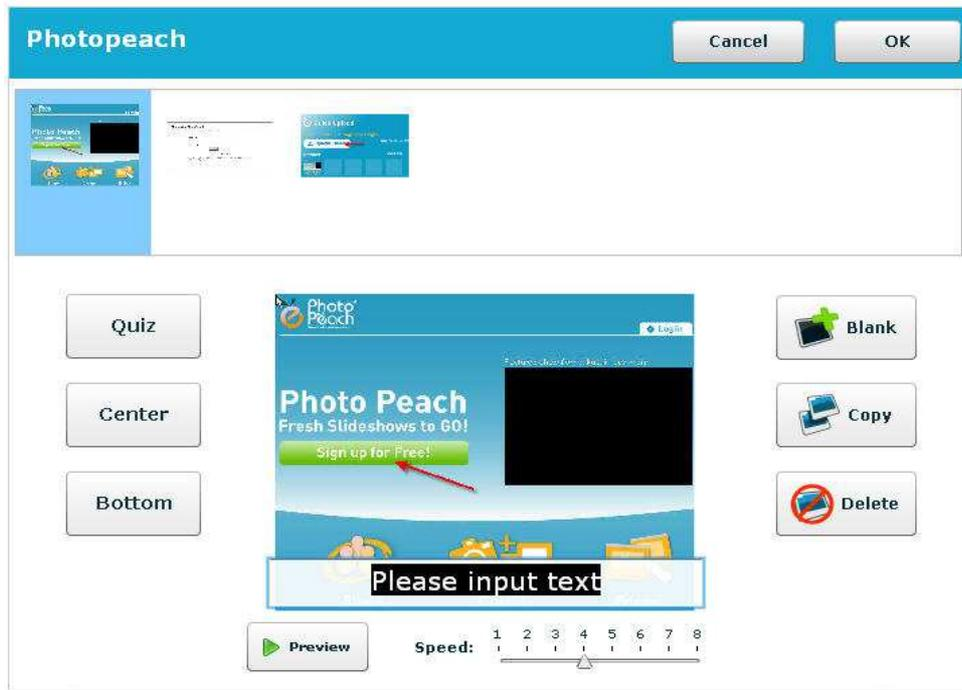 Photopeach
Cancel
OK
Quiz
Center
Bottom
Photo Peach
Login
Photo Peach
Fresh Slideshows to GO!
Sign up for Free!
Please input text
Blank
Copy
Delete
Preview
Speed:
1 2 3 4 5 6 7 8